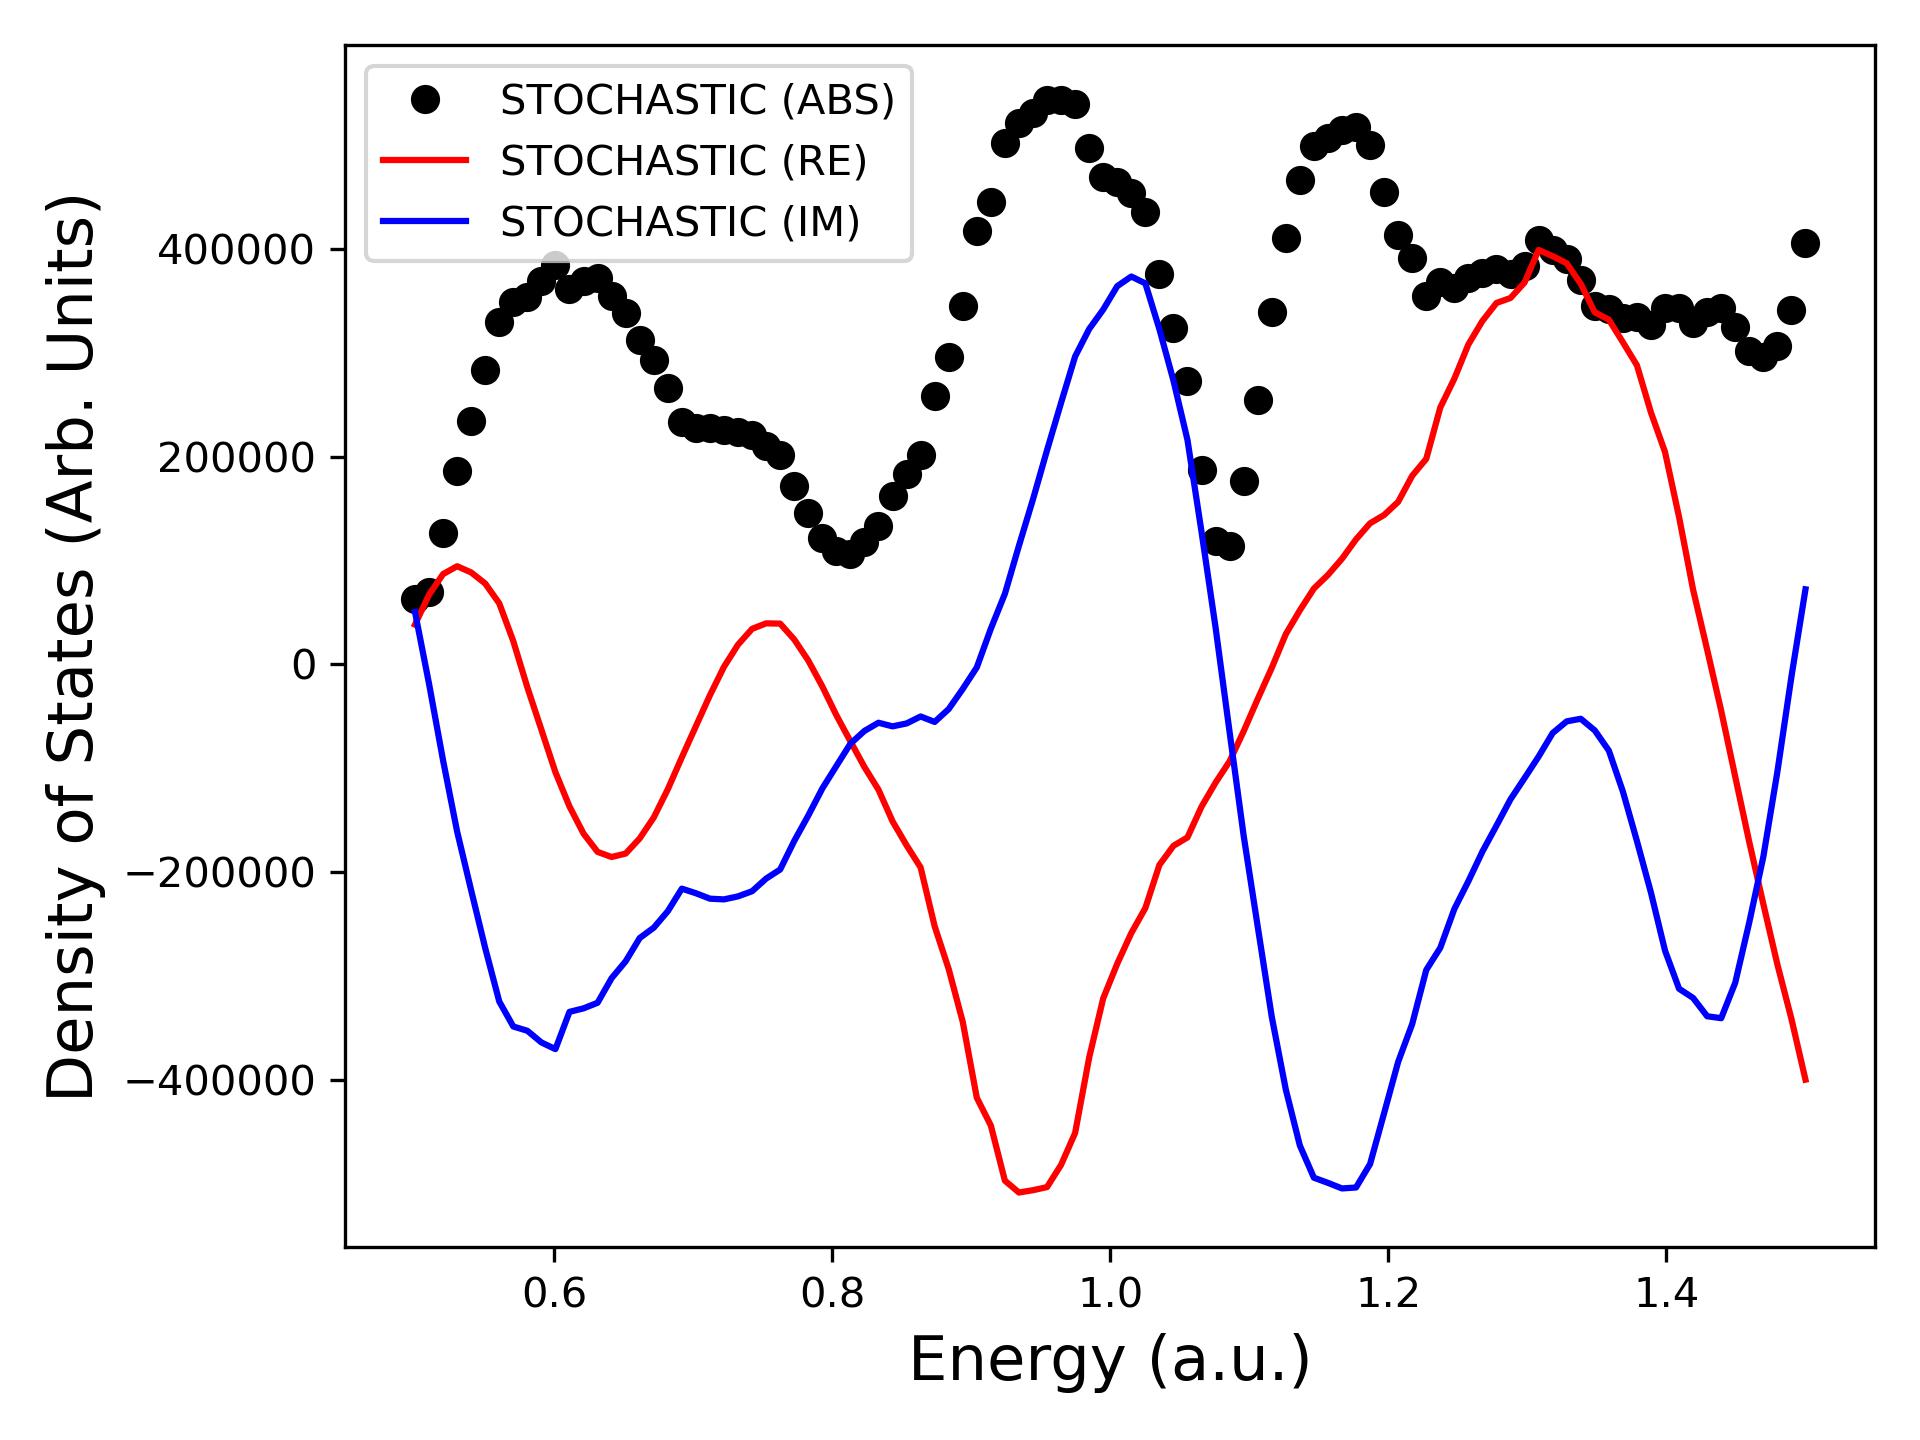 STOCHASTIC (ABS)
STOCHASTIC (RE)
STOCHASTIC (IM)
Density of States (Arb. Units)
400000
200000
0
−200000
−400000
0.6 0.8 1.0 1.2 1.4
Energy (a.u.)